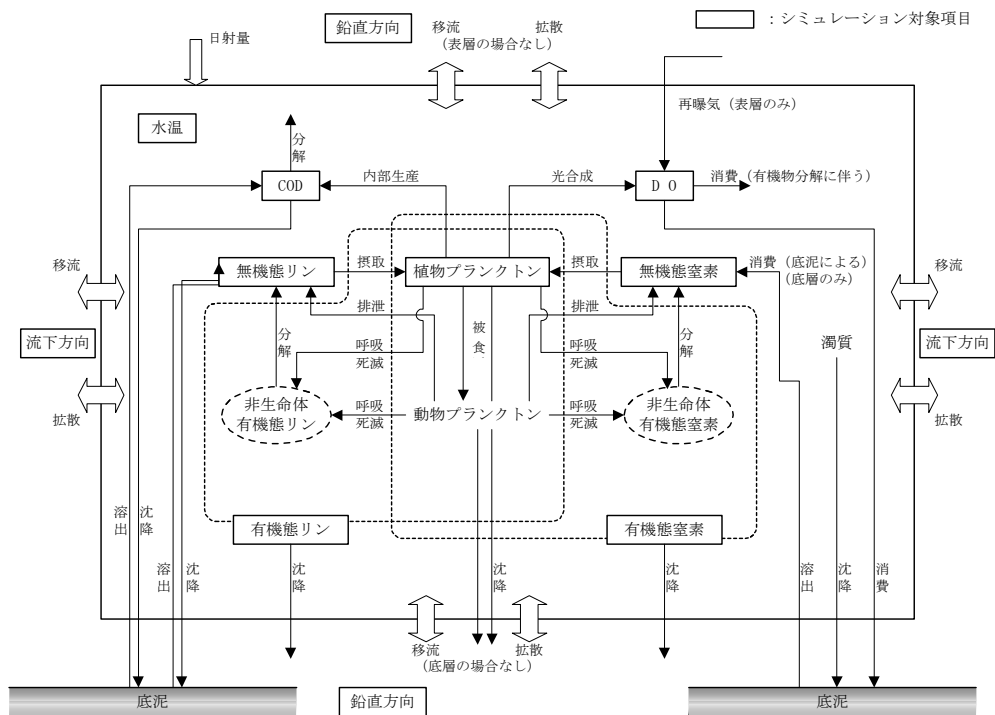 ：シミュレーション対象項目
鉛直方向
移流
拡散
(表層の場合なし)
日射量
再曝気（表層のみ）
水温
分解
COD
内部生産
光合成
ＤＯ
消費（有機物分解に伴う）
移流
無機態リン
摂取
植物プランクトン
摂取
無機態窒素
消費（底泥による）
（底層のみ）
移流
排泄
排泄
流下方向
分解
呼吸
死滅
被食
呼吸
死滅
分解
濁質
流下方向
拡散
非生命体
有機態リン
呼吸
死滅
動物プランクトン
呼吸
死滅
非生命体
有機態窒素
拡散
溶出
沈降
有機態リン
有機態窒素
溶出
沈降
沈降
沈降
沈降
溶出
沈降
消費
移流
拡散
（底層の場合なし）
底泥
鉛直方向
底泥